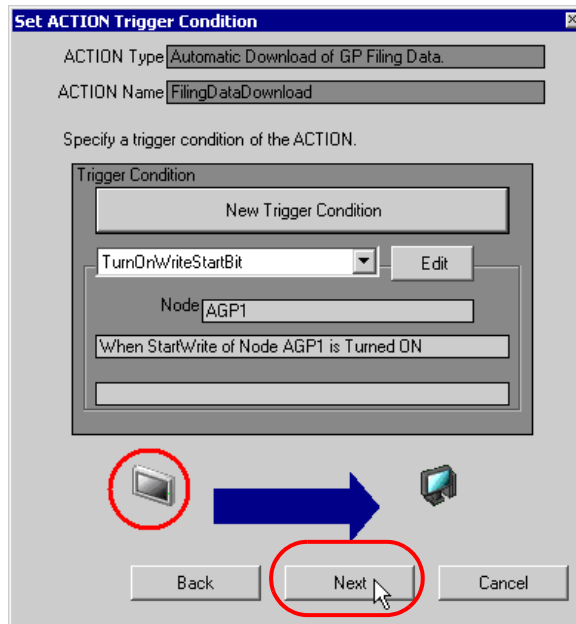 Set ACTION Trigger Condition
ACTION Type Automatic Download of GP Filing Data.
ACTION Name FilingDataDownload
Specify a trigger condition of the ACTION.
Trigger Condition
New Trigger Condition
TurnOnWriteStartBit Edit
Node AGP1
When StartWrite of Node AGP1 is Turned ON
Back Next Cancel